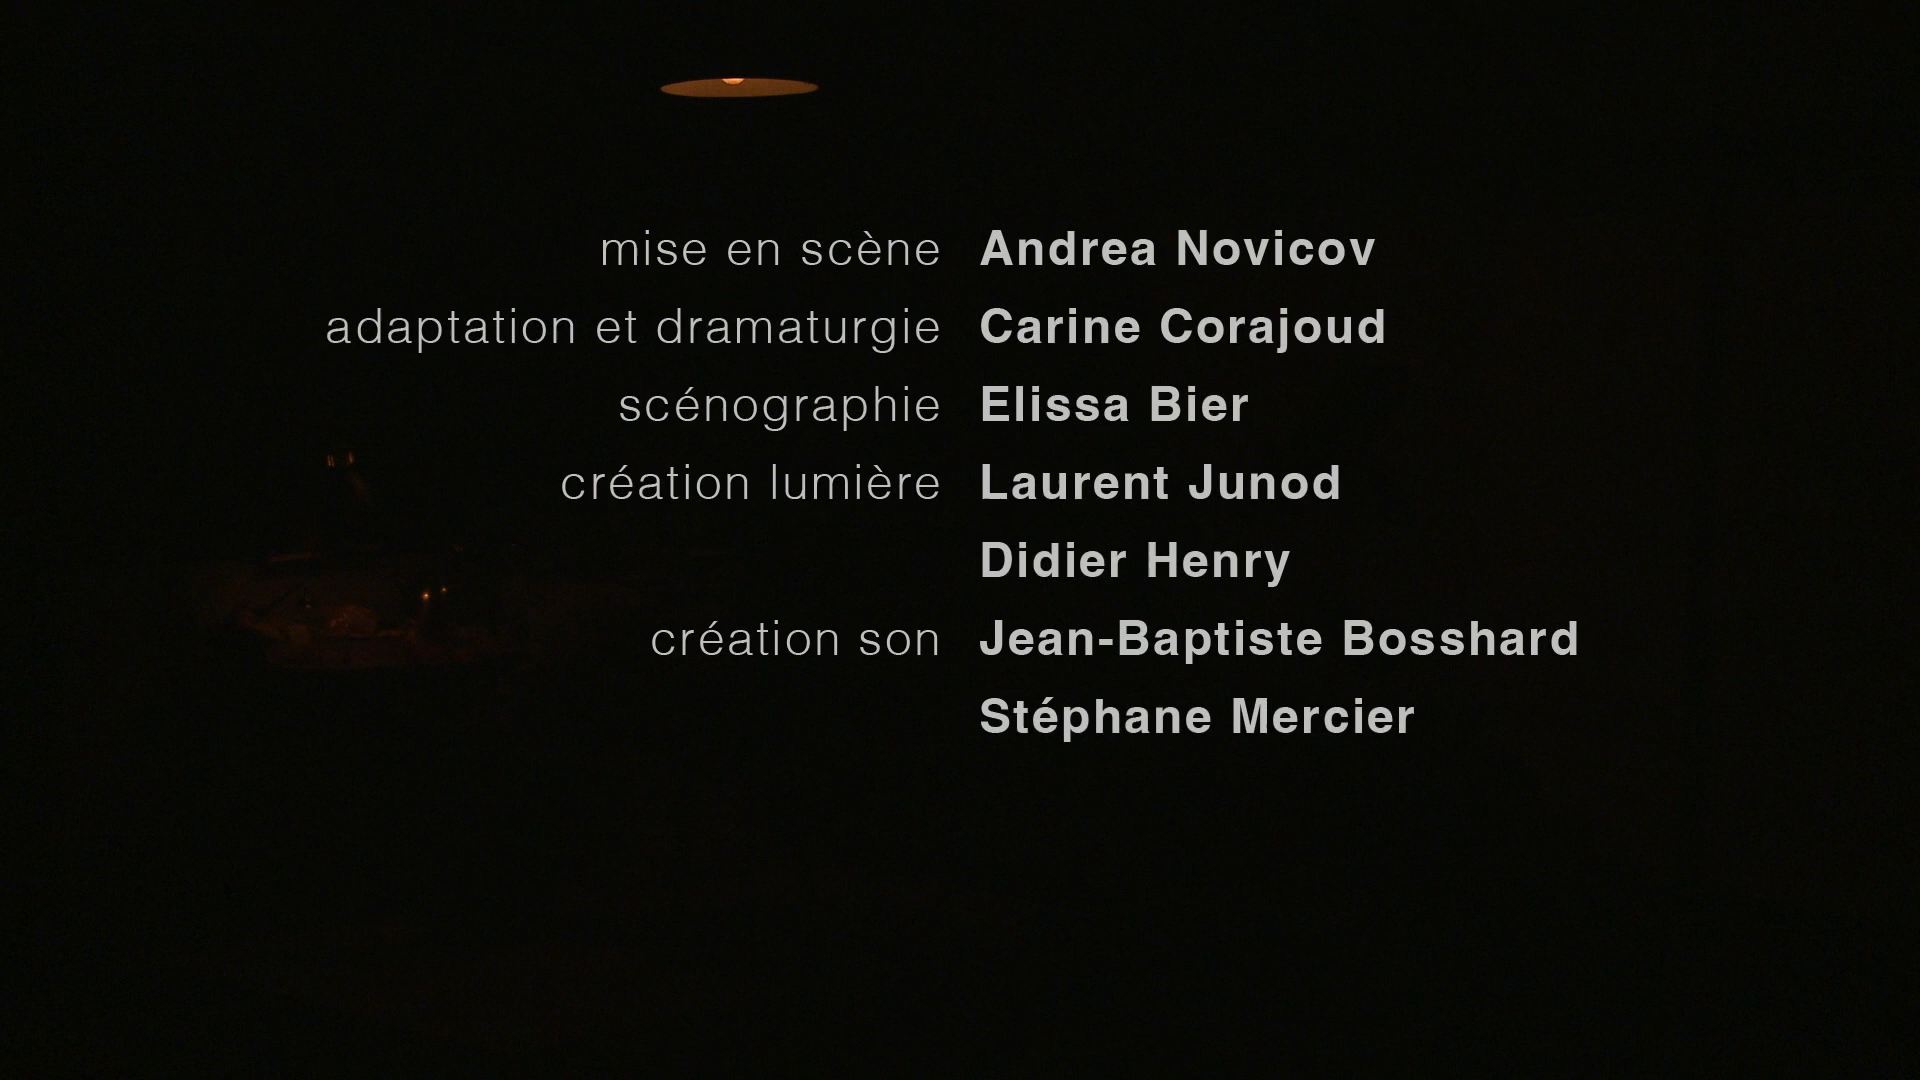 mise en scène Andrea Novicov
adaptation et dramaturgie Carine Corajoud
scénographie Elissa Bier
création lumière Laurent Junod
Didier Henry
création son Jean-Baptiste Bosshard
Stéphane Mercier